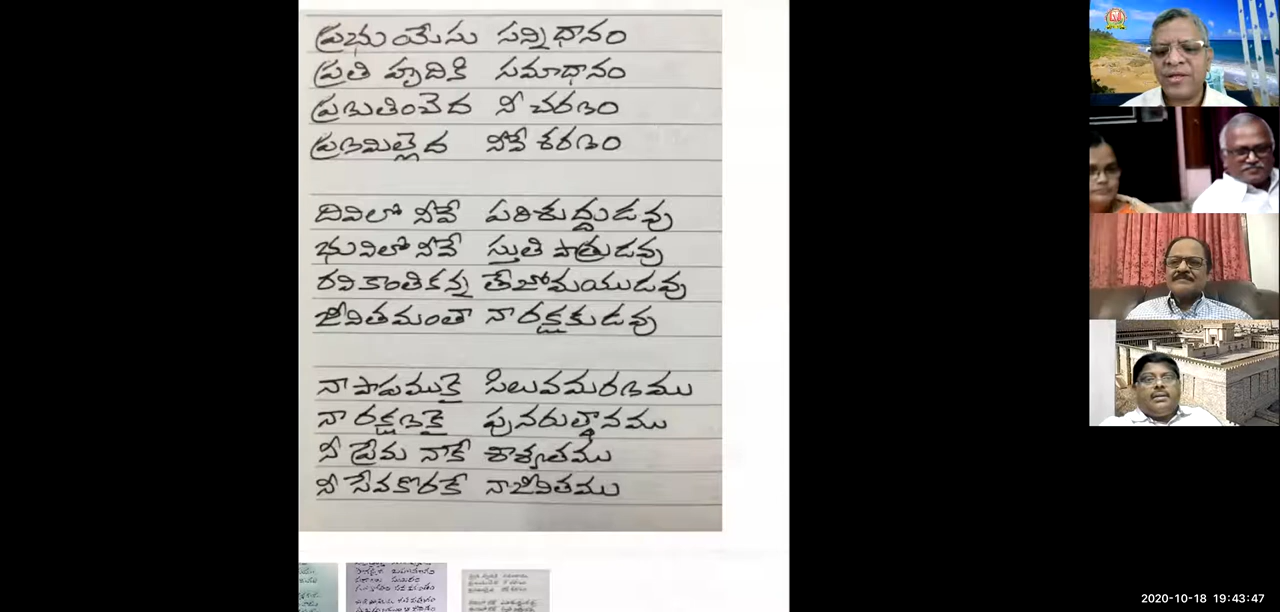 ప్రభు యేసు సన్నిధానం
ప్రతి హృదికి సమాధానం
ప్రణుతించెద నీ చరణం
ప్రణమిల్లెద నీవే శరణం
దివిలో నీవే పరిశుద్ధుడవు
భువిలో నీవే స్తుతి పాత్రుడవు
రవి కాంతికన్న తేజోమయుడవు
జీవితమంతా నా రక్షకుడవు
నా పాపముకై సిలువమరణము
నా రక్షణకై పునరుత్థానము
నీ ప్రేమ నాకే శాశ్వతము
నీ సేవకొరకే నాజీవితము
2020-10-18 19:43:47